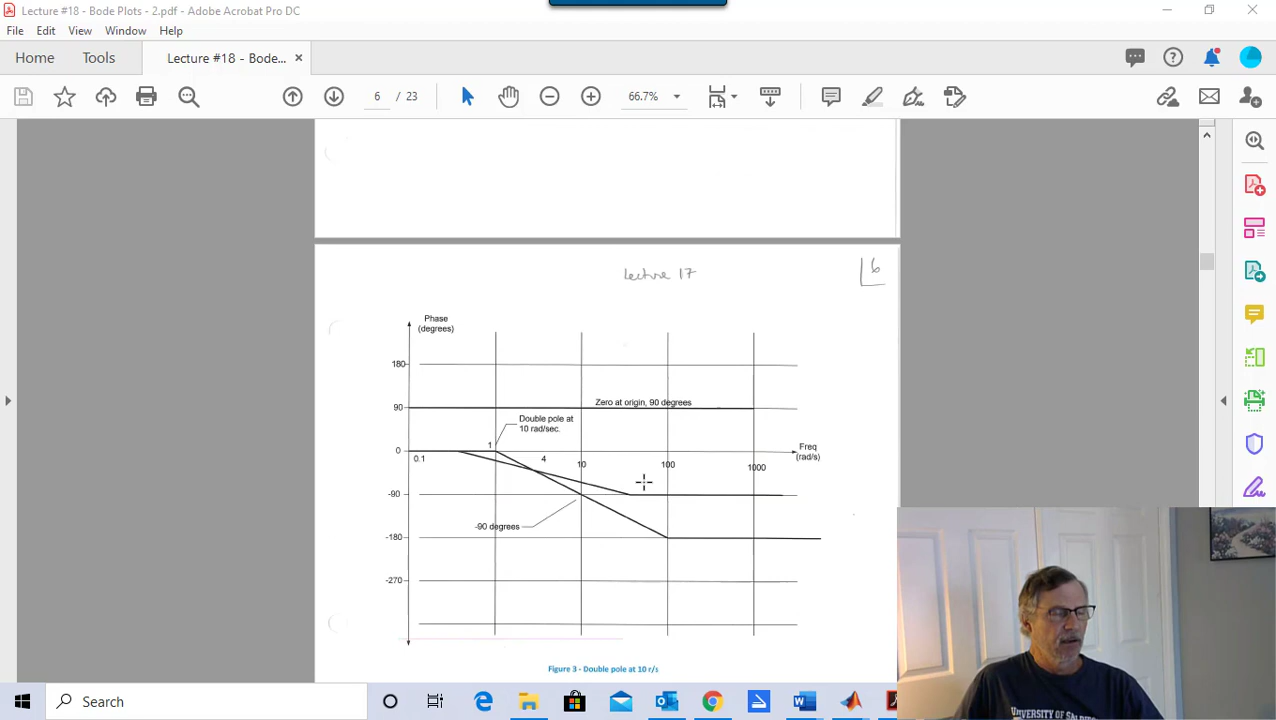 Lecture #18 - Bode Plots - 2.pdf - Adobe Acrobat Pro DC
File Edit View Window Help
Home Tools Lecture #18 - Bode...
6 / 23 66.7%
Lecture 17 6
Phase
(degrees)
180
Zero at origin, 90 degrees
90
Double pole at
10 rad/sec.
1
0
Freq
(rad/s)
0.1 4 10 100 1000
-90
-90 degrees
-180
-270
Figure 3 - Double pole at 10 r/s
Search